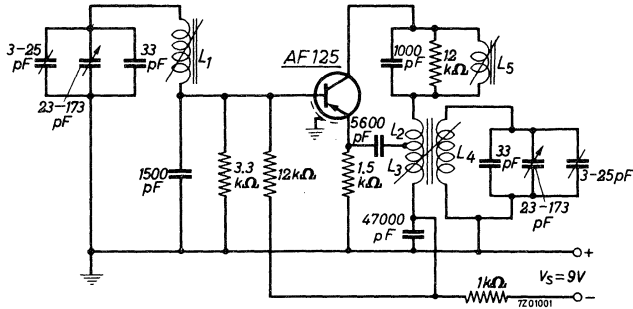 3-25
pF
23-173
pF
33
pF
L1
AF125
1000
pF
12
kΩ
L5
5600
pF
L2
L3
L4
33
pF
23-173
pF
3-25pF
1500
pF
3.3
kΩ
12kΩ
1.5
kΩ
47000
pF
+
1kΩ
VS=9V
−
7Z01001